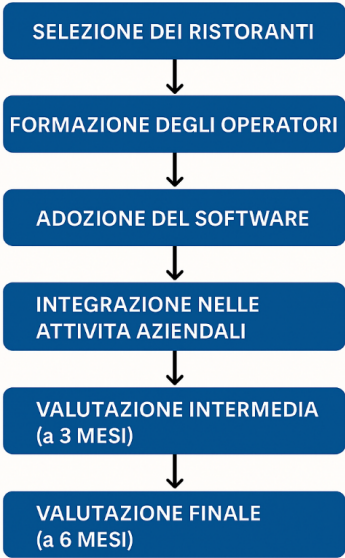 SELEZIONE DEI RISTORANTI
FORMAZIONE DEGLI OPERATORI
ADOZIONE DEL SOFTWARE
INTEGRAZIONE NELLE
ATTIVITA AZIENDALI
VALUTAZIONE INTERMEDIA
(a 3 MESI)
VALUTAZIONE FINALE
(a 6 MESI)